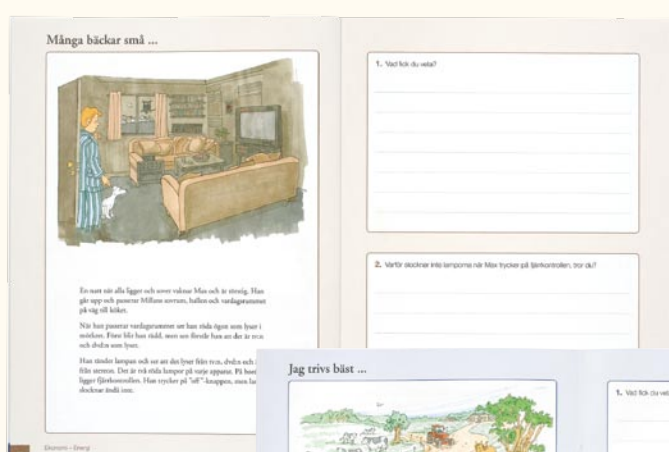 Många bäckar små ...
En natt när alla ligger och sover vaknar Max och är törstig. Han
går upp och passerar Millans sovrum, hallen och vardagsrummet
på väg till köket.
När han passerar vardagsrummet ser han röda ögon som lyser i
mörkret. Först blir han rädd, men sen förstår han att det är tv:n
och dvd:n som lyser.
Han tänder lampan och ser att det lyser från tv:n, dvd:n och
från stereon. Det är två röda lampor på varje apparat. På
ligger fjärrkontrollen. Han trycker på "off"-knappen, men
slocknar ändå inte.
Ekonomi – Energi
1. Vad fick du veta?
2. Varför slocknar inte lamporna när Max trycker på fjärrkontrollen, tror du?
Jag trivs bäst ...
1. Vad fick du